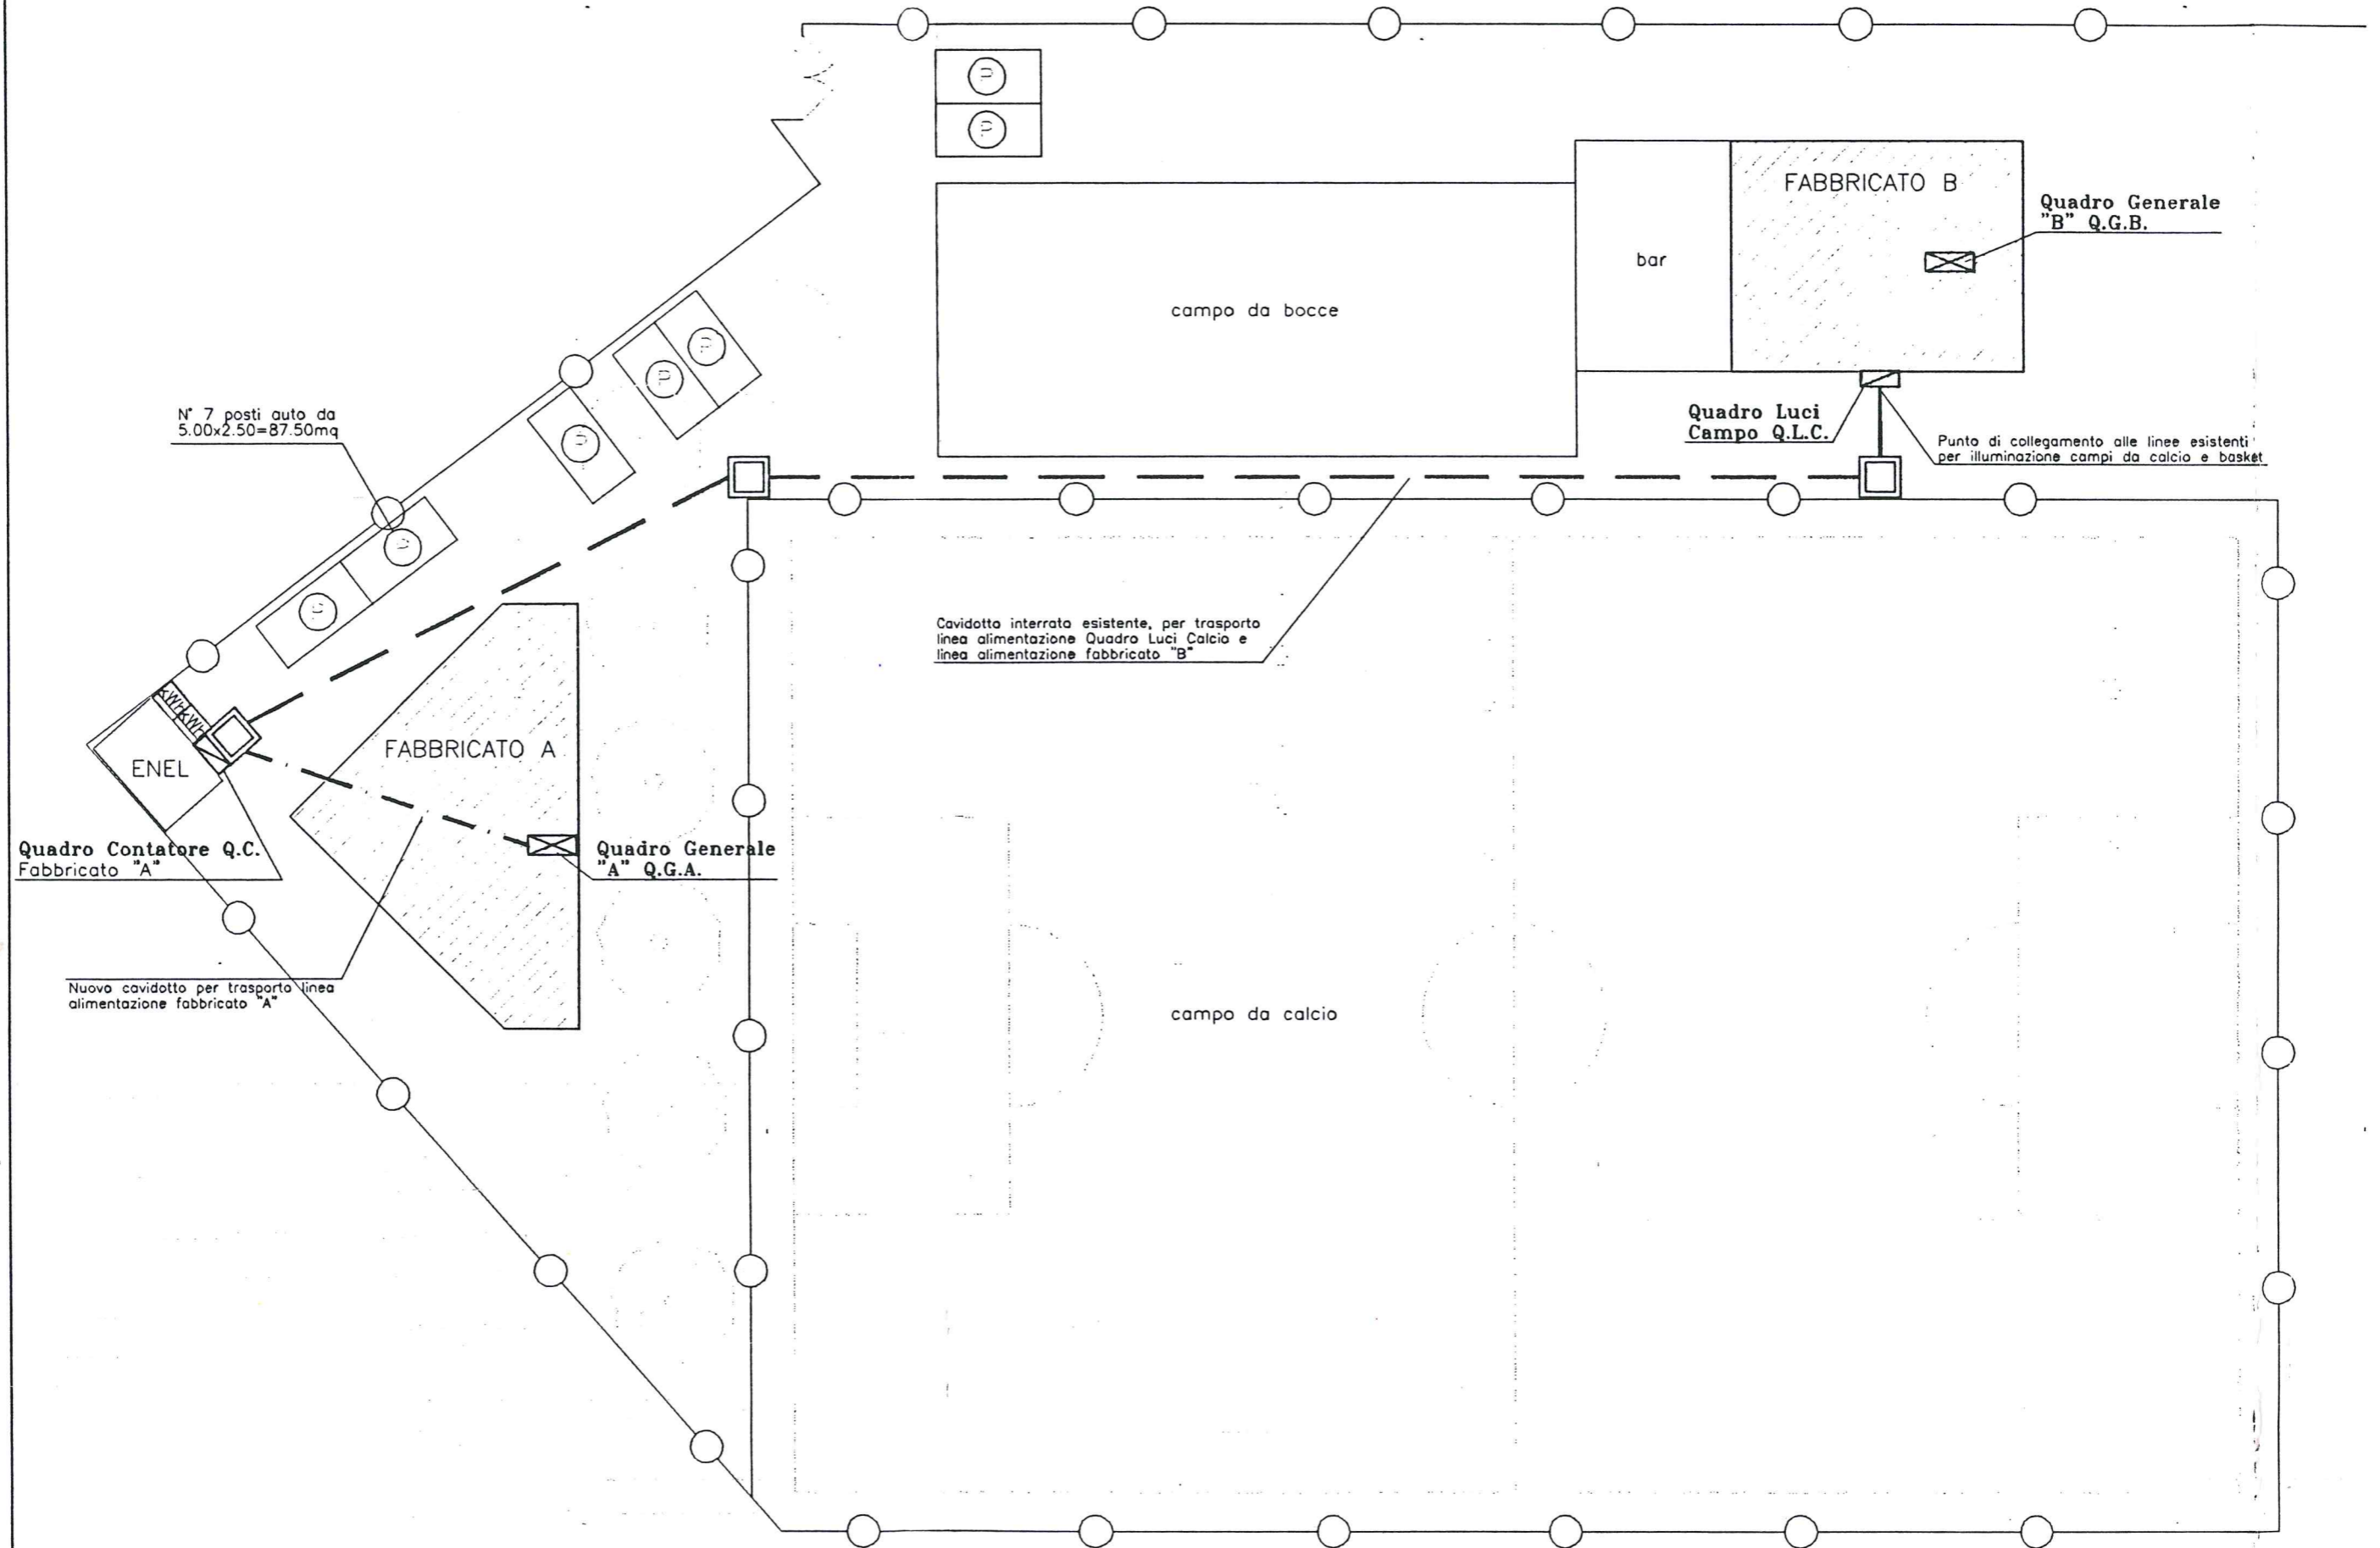 P
P
FABBRICATO B
Quadro Generale
"B" Q.G.B.
bar
campo da bocce
P
P
P
N° 7 posti auto da
5.00x2.50=87.50mq
Quadro Luci
Campo Q.L.C.
Punto di collegamento alle linee esistenti
per illuminazione campi da calcio e basket
P
P
Cavidotto interrato esistente, per trasporto
linea alimentazione Quadro Luci Calcio e
linea alimentazione fabbricato "B"
KWH
KWH
ENEL
FABBRICATO A
Quadro Contatore Q.C.
Fabbricato "A"
Quadro Generale
"A" Q.G.A.
Nuovo cavidotto per trasporto linea
alimentazione fabbricato "A"
campo da calcio